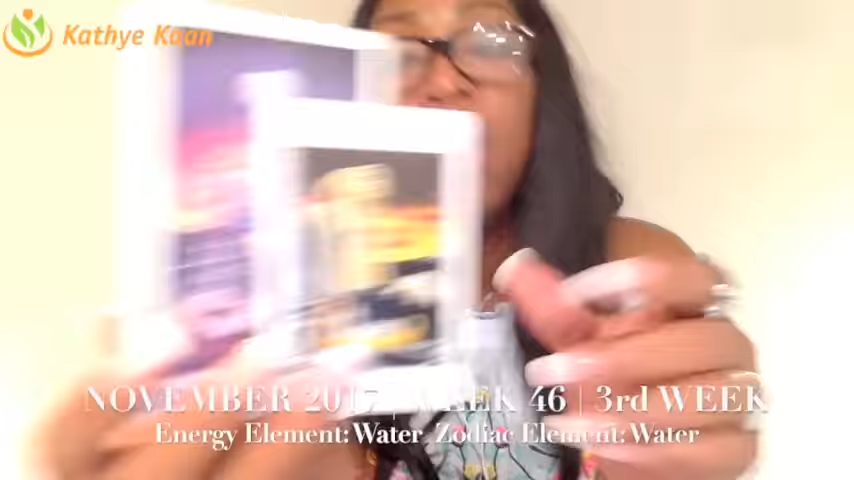 Kathye Kaan
NOVEMBER 2017 | WEEK 46 | 3rd WEEK
Energy Element: Water Zodiac Element: Water